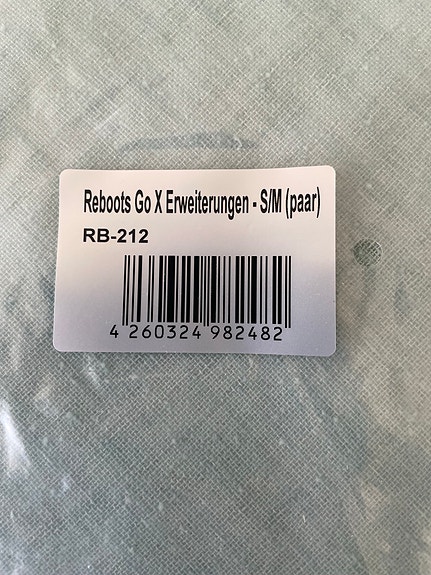 Reboots Go X Erweiterungen - S/M (paar)
RB-212
4 260324 982482